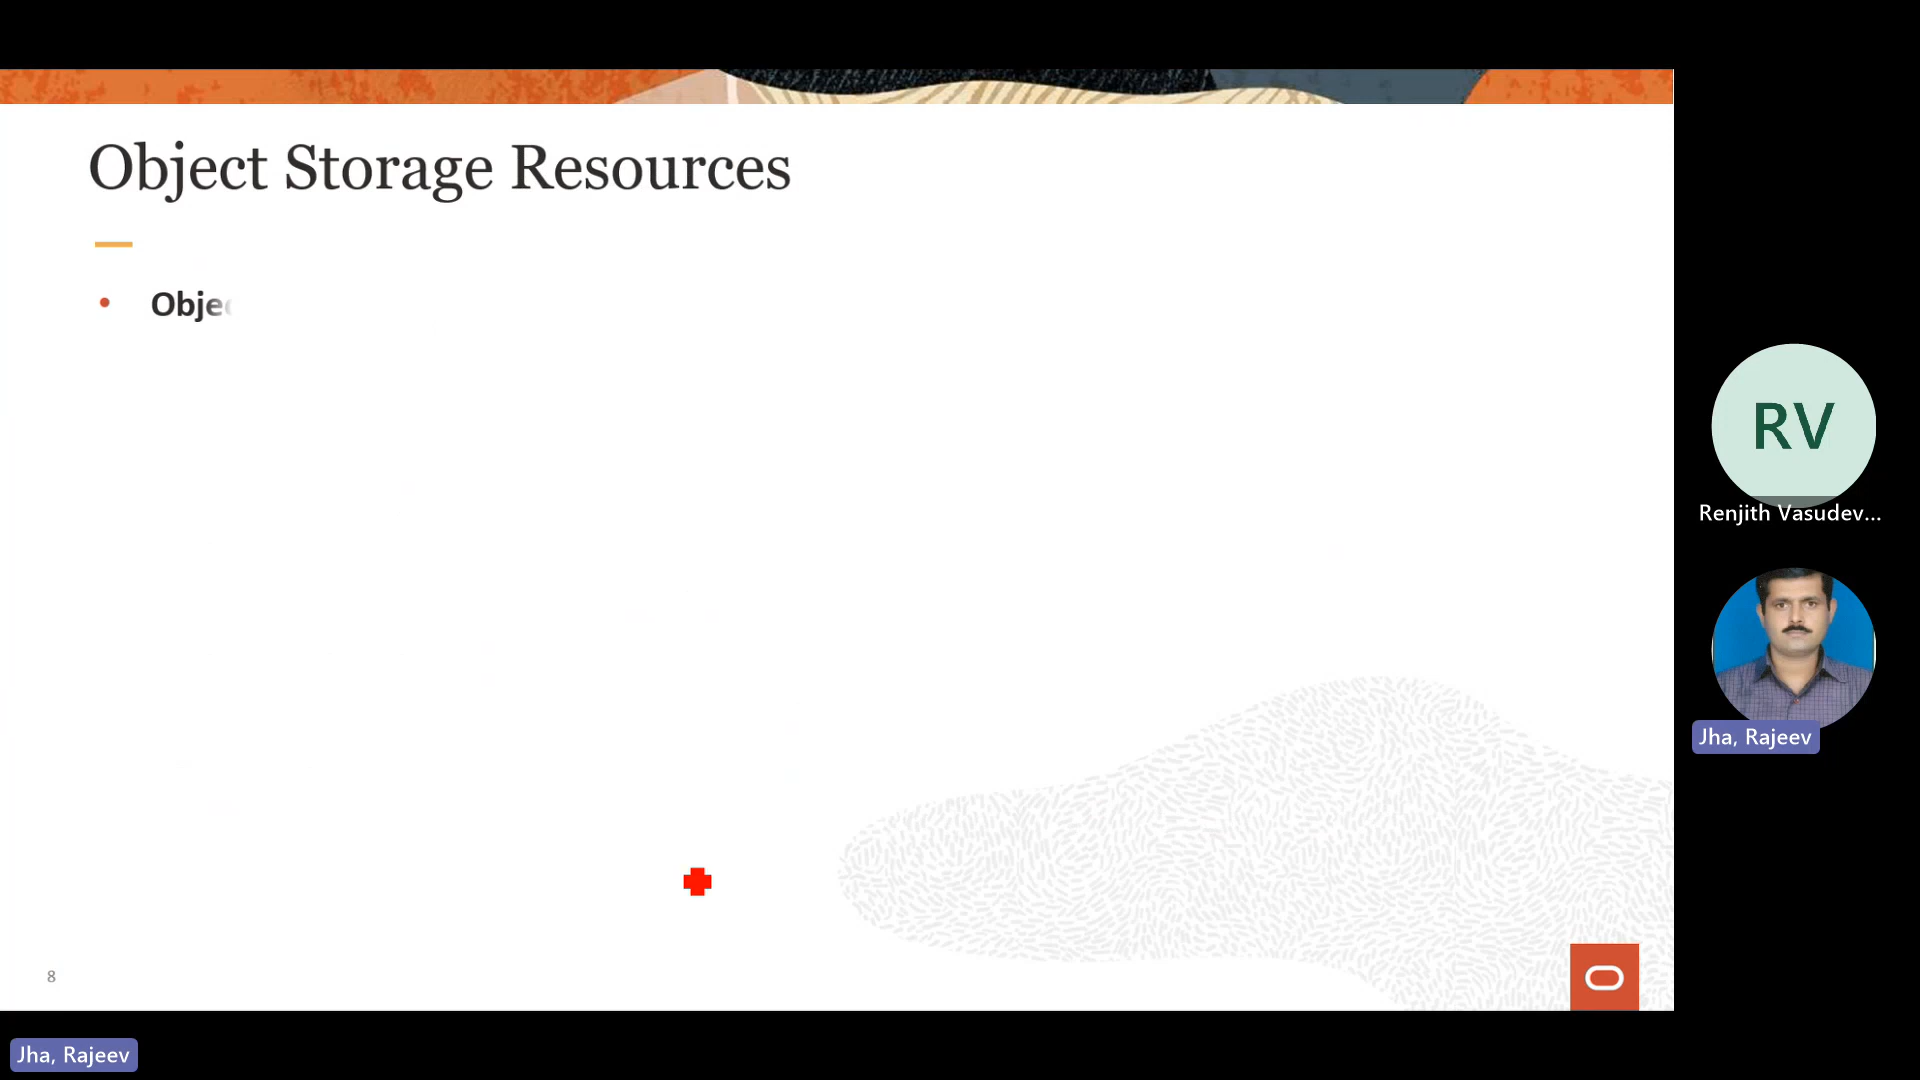 Object Storage Resources
• Obje
8
RV
Renjith Vasudev...
Jha, Rajeev
Jha, Rajeev